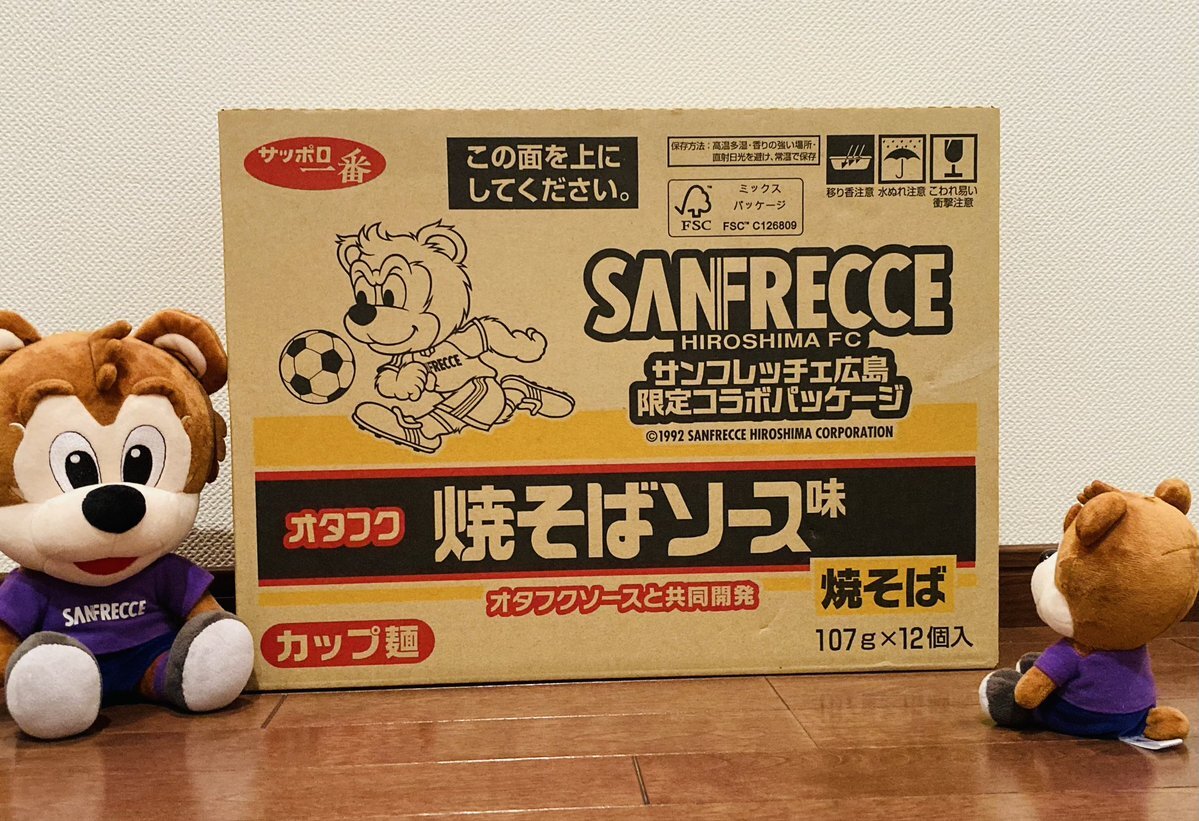 サッポロ
一番
この面を上に
してください。
保存方法:高温多湿・香りの強い場所・
直射日光を避け、常温で保存
移り香注意
水ぬれ注意
こわれ易い
衝撃注意
FSC™
ミックス
パッケージ
FSC™ C126809
SANFRECCE
HIROSHIMA FC
サンフレッチェ広島
限定コラボパッケージ
©1992 SANFRECCE HIROSHIMA CORPORATION
FRECCE
オタフク
焼そばソース味
オタフクソースと共同開発
焼そば
カップ麺
107g×12個入
SANFRECCE